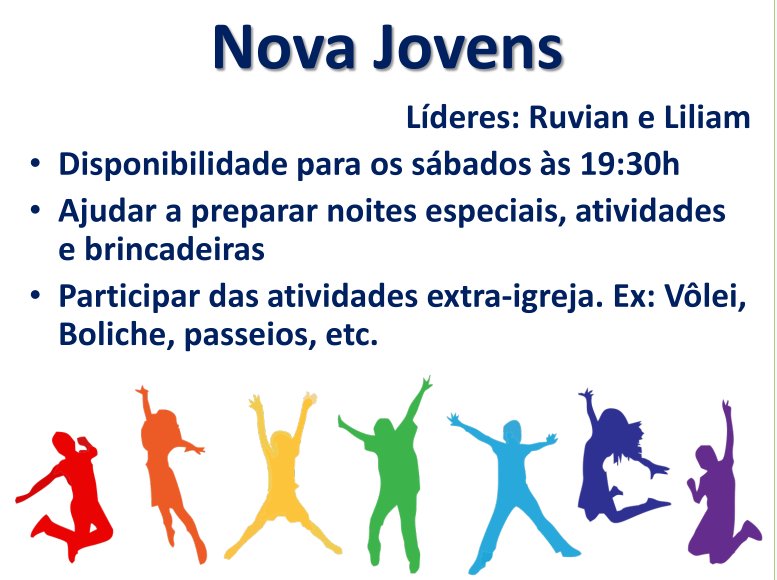 Nova Jovens
Líderes: Ruvian e Liliam
• Disponibilidade para os sábados às 19:30h
• Ajudar a preparar noites especiais, atividades
e brincadeiras
• Participar das atividades extra-igreja. Ex: Vôlei,
Boliche, passeios, etc.